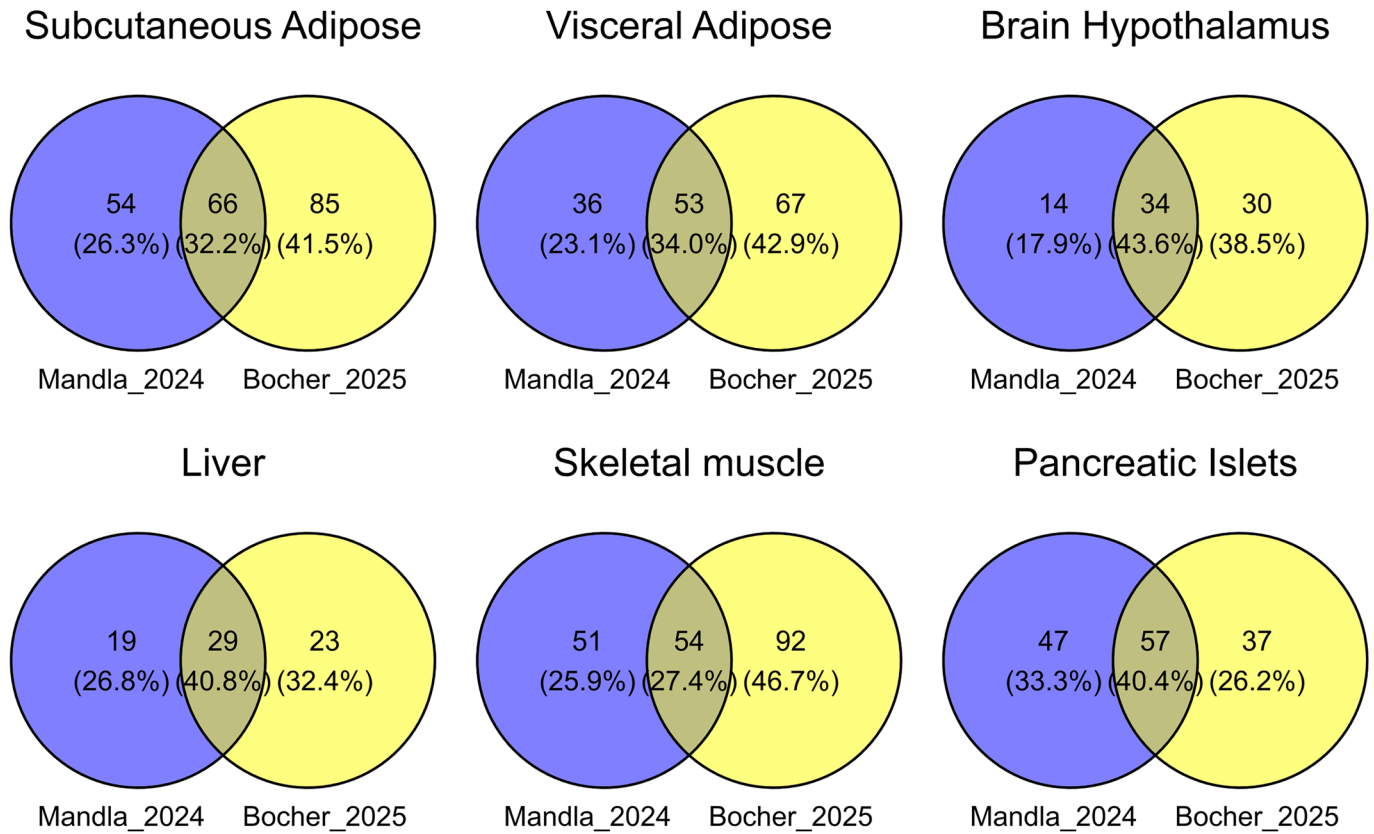 Subcutaneous Adipose
54 66 85
(26.3%) (32.2%) (41.5%)
Mandla_2024 Bocher_2025
Visceral Adipose
36 53 67
(23.1%) (34.0%) (42.9%)
Mandla_2024 Bocher_2025
Brain Hypothalamus
14 34 30
(17.9%) (43.6%) (38.5%)
Mandla_2024 Bocher_2025
Liver
19 29 23
(26.8%) (40.8%) (32.4%)
Mandla_2024 Bocher_2025
Skeletal muscle
51 54 92
(25.9%) (27.4%) (46.7%)
Mandla_2024 Bocher_2025
Pancreatic Islets
47 57 37
(33.3%) (40.4%) (26.2%)
Mandla_2024 Bocher_2025